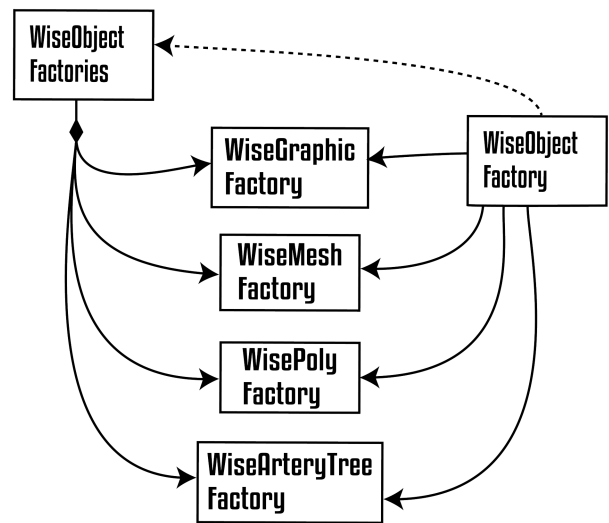 WiseObject
Factories
WiseGraphic
Factory
WiseObject
Factory
WiseMesh
Factory
WisePoly
Factory
WiseArteryTree
Factory